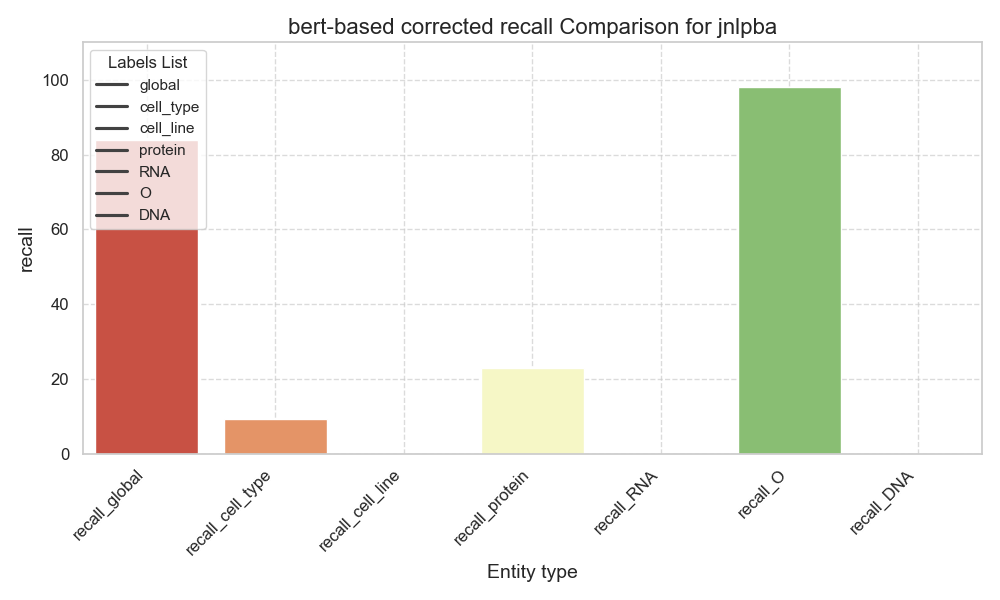 bert-based corrected recall Comparison for jnlpba
Labels List
global
cell_type
cell_line
protein
RNA
O
DNA
recall
100
80
60
40
20
0
recall_global
recall_cell_type
recall_cell_line
recall_protein
recall_RNA
recall_O
recall_DNA
Entity type